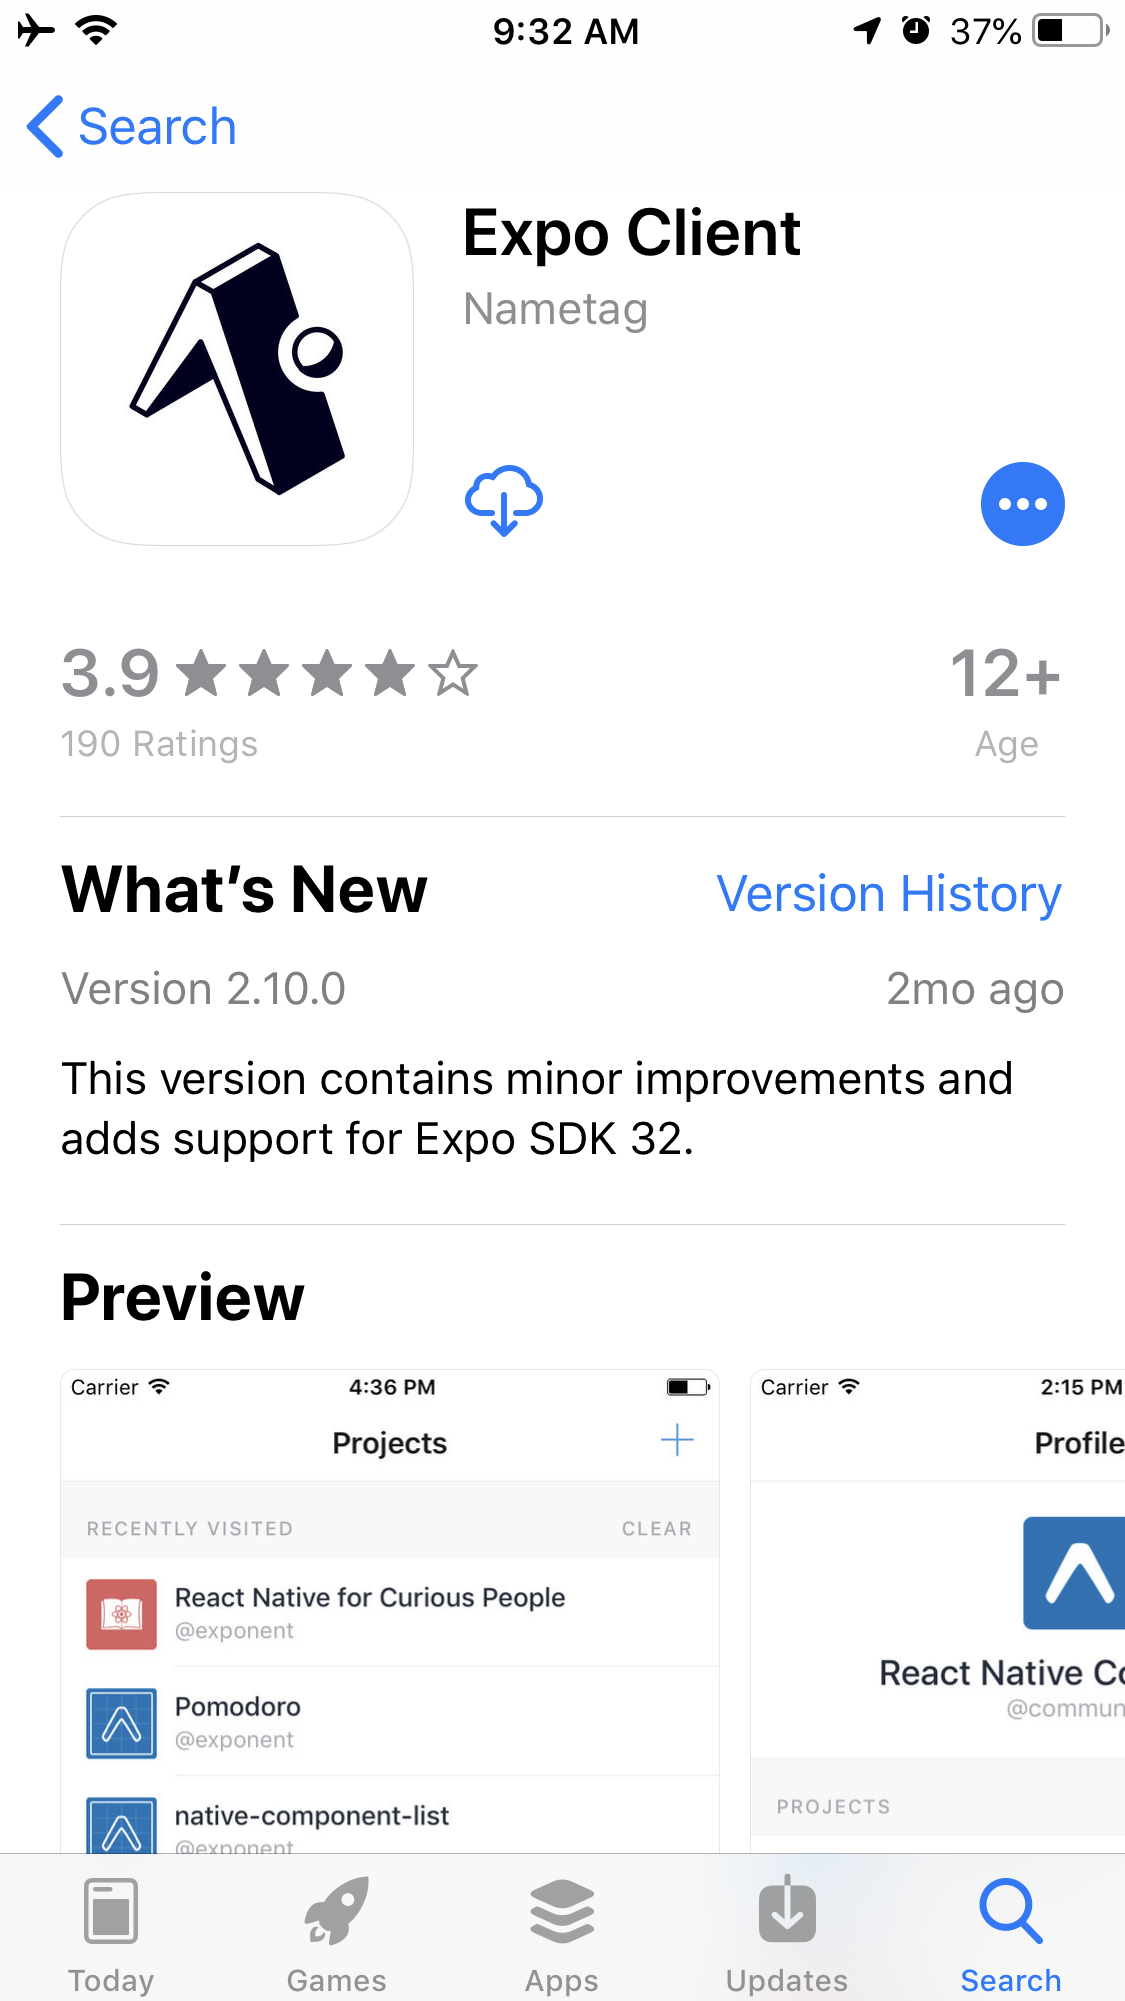 9:32 AM
37%
Search
Expo Client
Nametag
3.9
12+
190 Ratings
Age
What's New
Version History
Version 2.10.0
2mo ago
This version contains minor improvements and
adds support for Expo SDK 32.
Preview
Carrier
4:36 PM
Projects
RECENTLY VISITED
CLEAR
React Native for Curious People
@exponent
Pomodoro
@exponent
native-component-list
@exponent
Carrier
2:15 PM
Profile
React Native Co
@commun
PROJECTS
Today
Games
Apps
Updates
Search